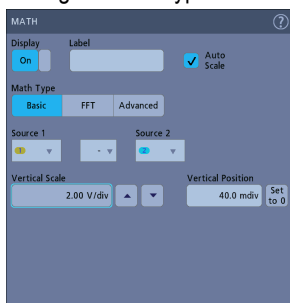 MATH ?
Display Label
On Auto Scale
Math Type
Basic FFT Advanced
Source 1 Source 2
1 - 2
Vertical Scale Vertical Position
2.00 V/div 40.0 mdiv Set to 0